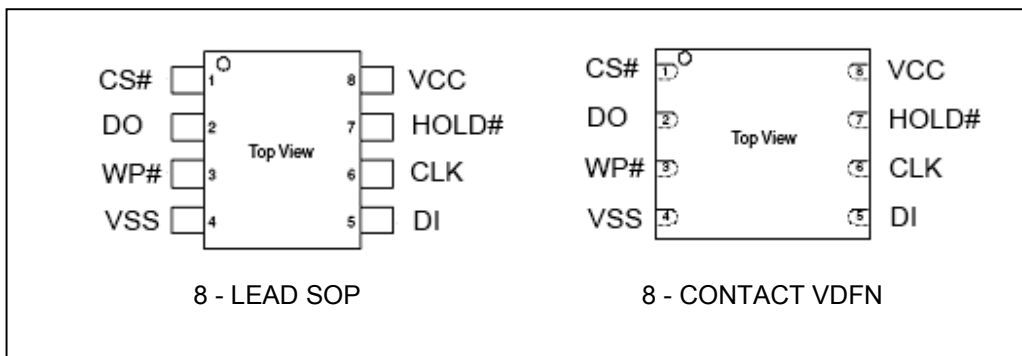 CS# 1 8 VCC
DO 2 7 HOLD#
Top View
WP# 3 6 CLK
VSS 4 5 DI
8 - LEAD SOP
CS# 1 8 VCC
DO 2 7 HOLD#
Top View
WP# 3 6 CLK
VSS 4 5 DI
8 - CONTACT VDFN